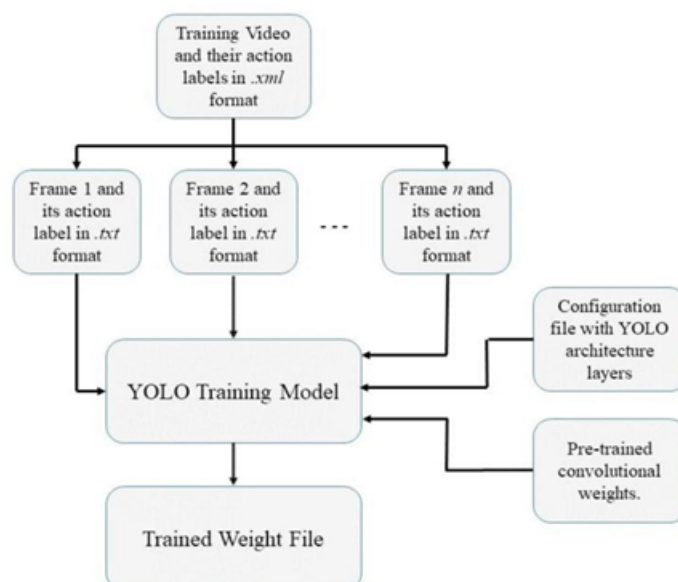 Training Video
and their action
labels in .xml
format
Frame 1 and
its action
label in .txt
format
Frame 2 and
its action
label in .txt
format
- - -
Frame n and
its action
label in .txt
format
Configuration
file with YOLO
architecture
layers
YOLO Training Model
Pre-trained
convolutional
weights.
Trained Weight File